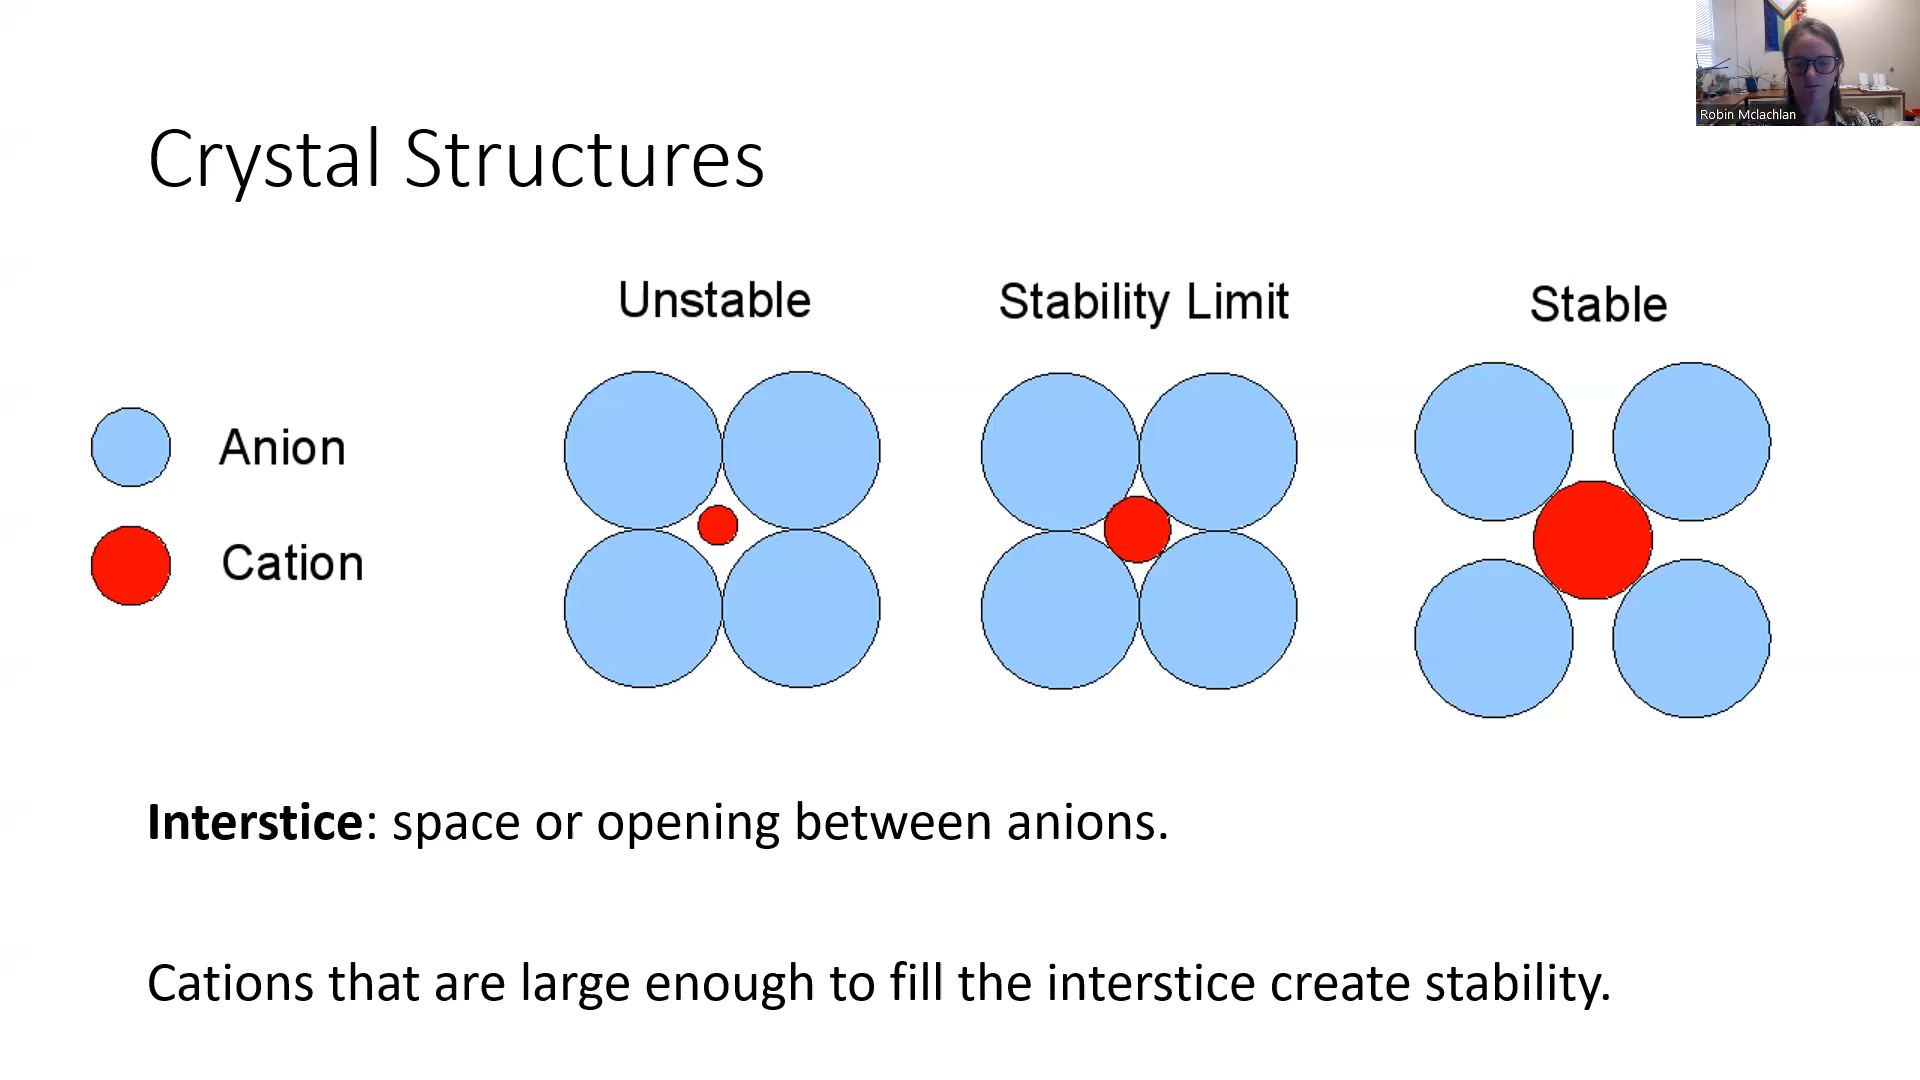 Robin Mclachlan
Crystal Structures
Unstable
Stability Limit
Stable
Anion
Cation
Interstice: space or opening between anions.
Cations that are large enough to fill the interstice create stability.